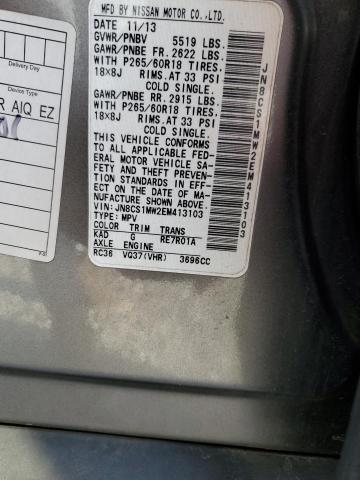 MFD BY NISSAN MOTOR CO.,LTD.
DATE 11/13
GVWR/PNBV 5519 LBS.
GAWR/PNBE FR. 2622 LBS.
WITH P265/60R18 TIRES,
18x8J RIMS, AT 33 PSI
COLD SINGLE.
GAWR/PNBE RR. 2915 LBS.
WITH P265/60R18 TIRES,
18x8J RIMS, AT 33 PSI
COLD SINGLE.
THIS VEHICLE CONFORMS
TO ALL APPLICABLE FED-
ERAL MOTOR VEHICLE SA-
FETY AND THEFT PREVEN-
TION STANDARDS IN EFF-
ECT ON THE DATE OF MA-
NUFACTURE SHOWN ABOVE.
VIN: JN8CS1MW2EM413103
TYPE: MPV
COLOR TRIM TRANS
KAD G RE7R01A
AXLE ENGINE
RC36 VQ37(VHR) 3696CC
JN8CS1MW2EM413103
Delivery Day
Device Type
R AIQ EZ